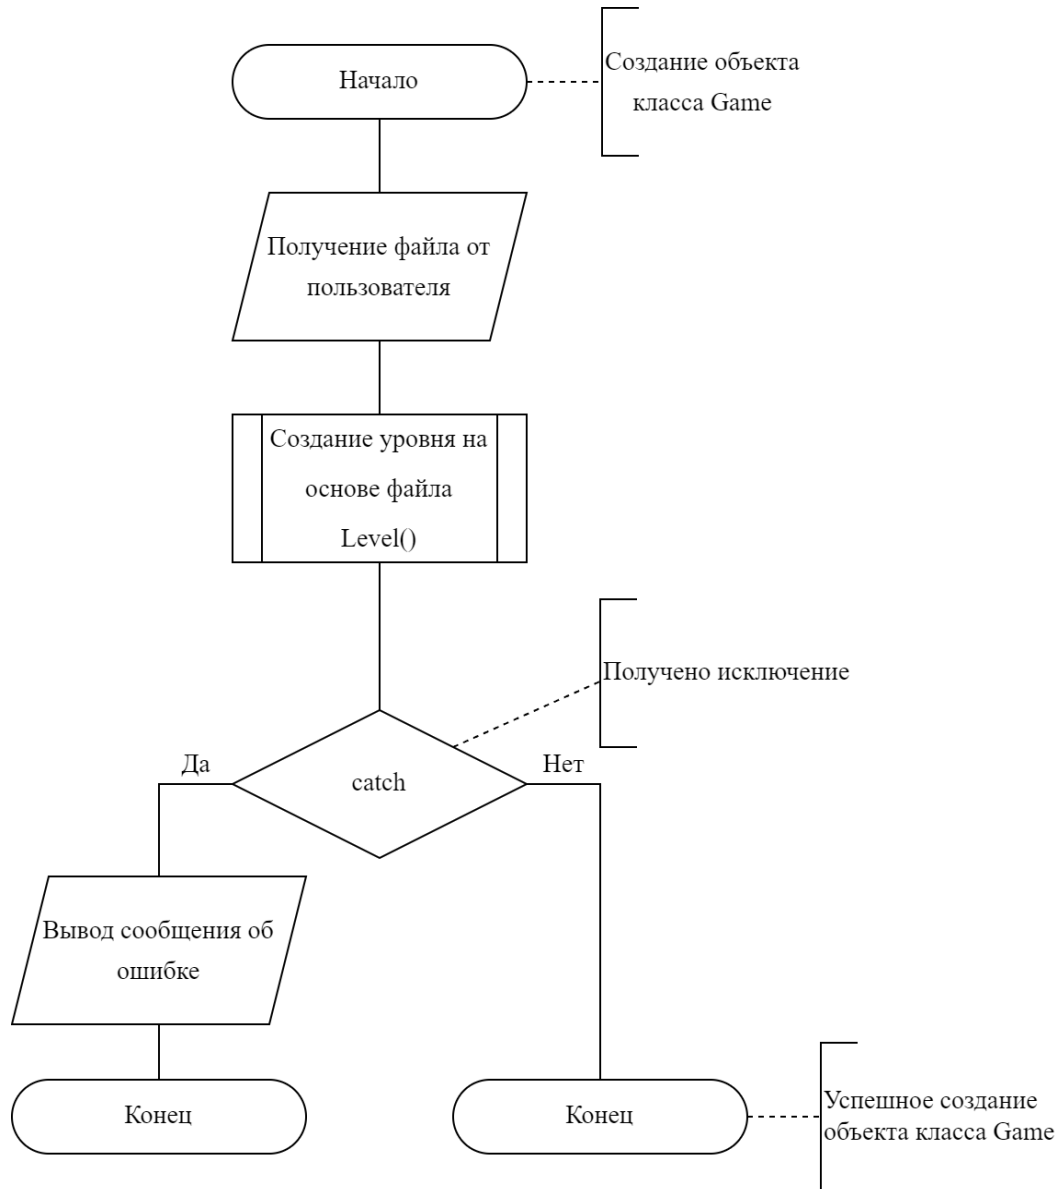 Начало
Создание объекта
класса Game
Получение файла от
пользователя
Создание уровня на
основе файла
Level()
Получено исключение
Да
catch
Нет
Вывод сообщения об
ошибке
Конец
Конец
Успешное создание
объекта класса Game